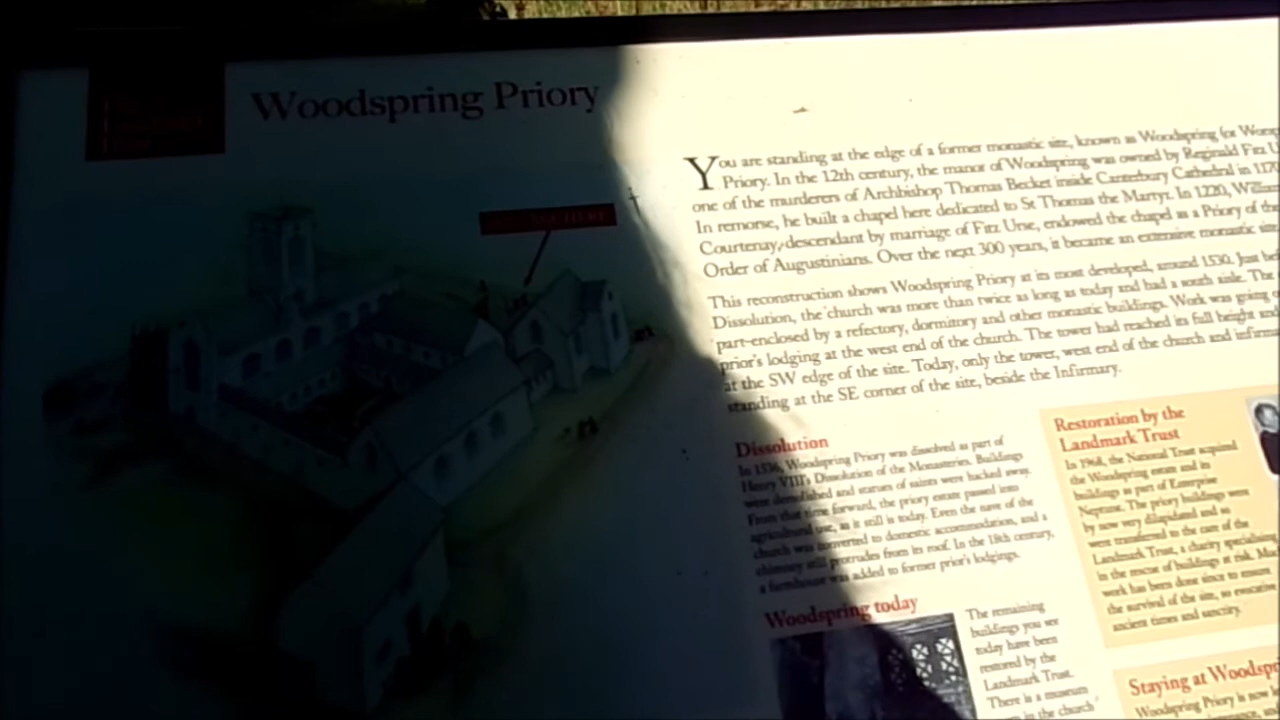 Woodspring Priory
You are standing at the edge of a former monastic site, known as Woodspring (or
Priory. In the 12th century, the manor of Woodspring was owned by Reginald Fitz
one of the murderers of Archbishop Thomas Becket inside Canterbury Cathedral in 1170
In remorse, he built a chapel here dedicated to St Thomas the Martyr. In 1220,
Courtenay, descendant by marriage of Fitz Urse, endowed the chapel as a Priory of
Order of Augustinians. Over the next 300 years, it became an extensive monastic
This reconstruction shows Woodspring Priory at its most developed, around 1530. Just
Dissolution, the church was more than twice as long as today and had a south side. The
part-enclosed by a refectory, dormitory and other monastic buildings. Work was going
prior's lodging at the west end of the church. The tower had reached its full height and
at the SW edge of the site. Today, only the tower, west end of the church and
standing at the SE corner of the site, beside the Infirmary.
Dissolution
In 1536, Woodspring Priory was dissolved as part of
Henry VIII's Dissolution of the Monasteries. Buildings
were demolished and statues of saints were hacked away.
From that time forward, the priory estate passed into
agricultural use, as it still is today. Even the nave of the
church was converted to domestic accommodation, and a
chimney still protrudes from its roof. In the 18th century,
a farmhouse was added to former prior's lodgings.
Restoration by the
Landmark Trust
In 1968, the National Trust acquired
the Woodspring estate and its
buildings as part of Enterprise
Neptune. The priory buildings were
by now very dilapidated and so
were transferred to the care of the
Landmark Trust, a charity
in the rescue of buildings at risk.
work has been done since to ensure
the survival of the site, so evocative
ancient times and sanctity.
Woodspring today
The remaining
buildings you see
today have been
restored by the
Landmark Trust.
There is a museum
in the church
Staying at
Woodspring Priory is now